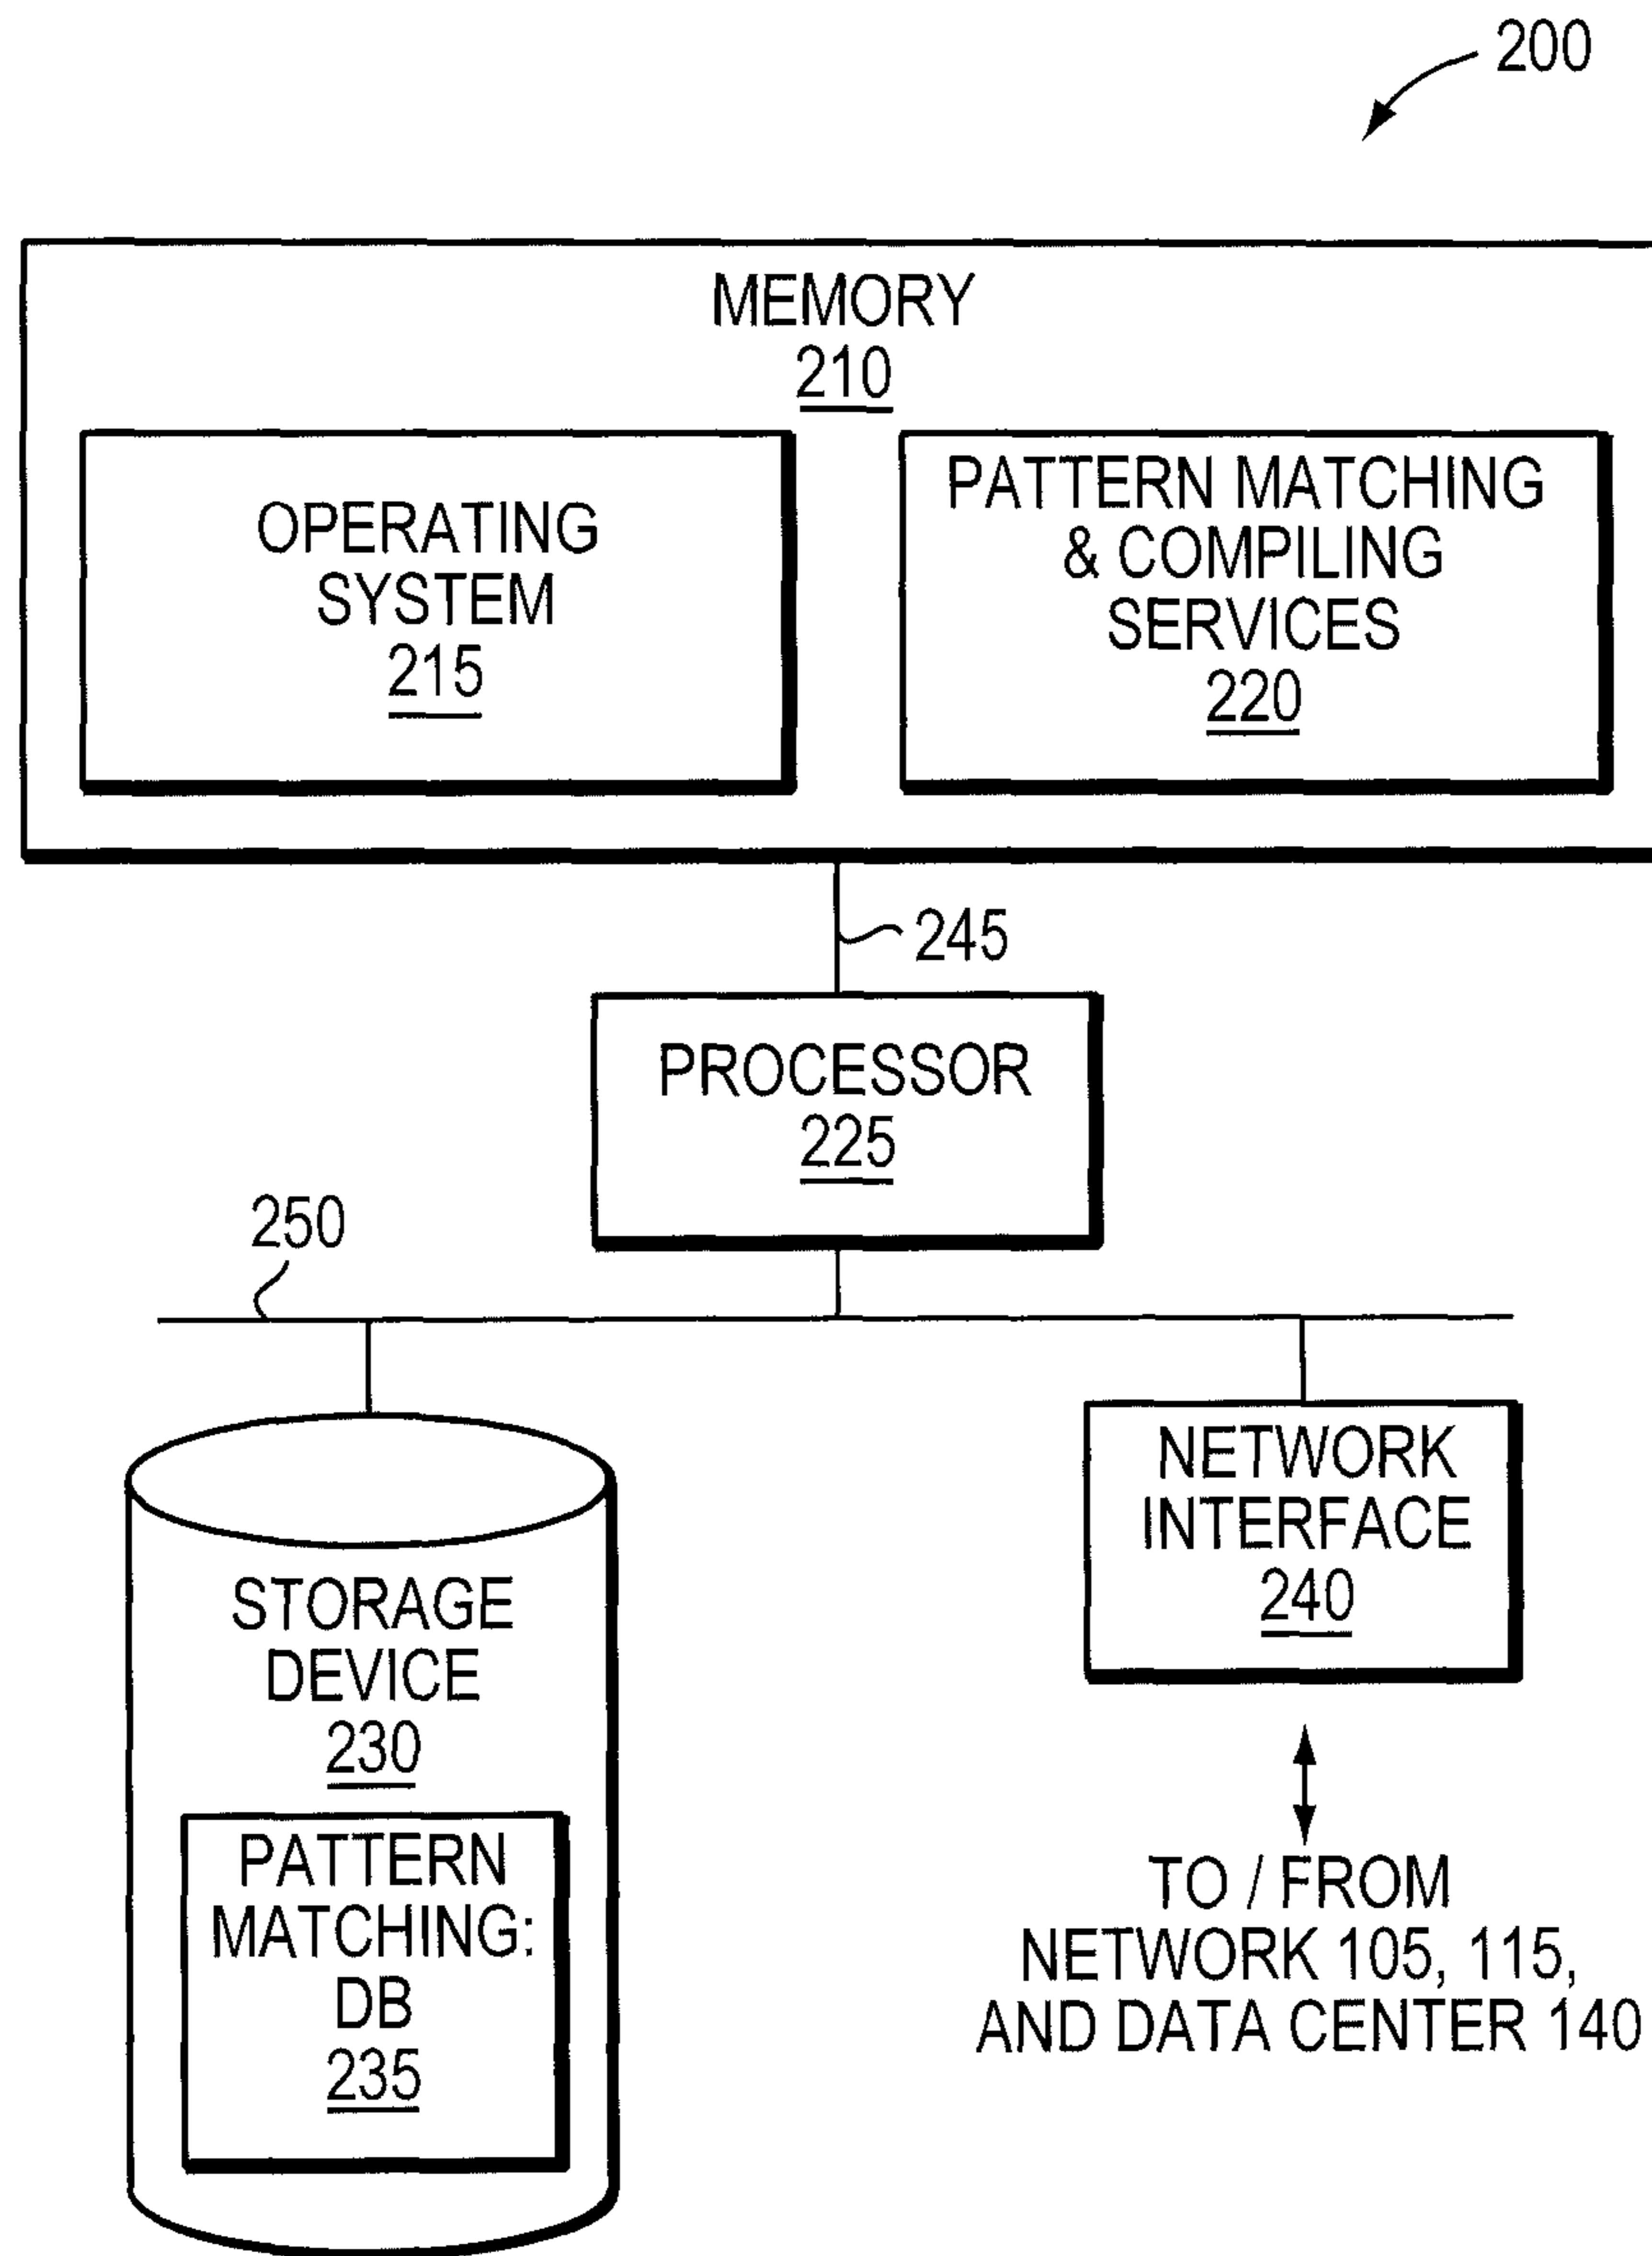 200
MEMORY
210
OPERATING
SYSTEM
215
PATTERN MATCHING
& COMPILING
SERVICES
220
245
PROCESSOR
225
250
STORAGE
DEVICE
230
PATTERN
MATCHING:
DB
235
NETWORK
INTERFACE
240
TO / FROM
NETWORK 105, 115,
AND DATA CENTER 140